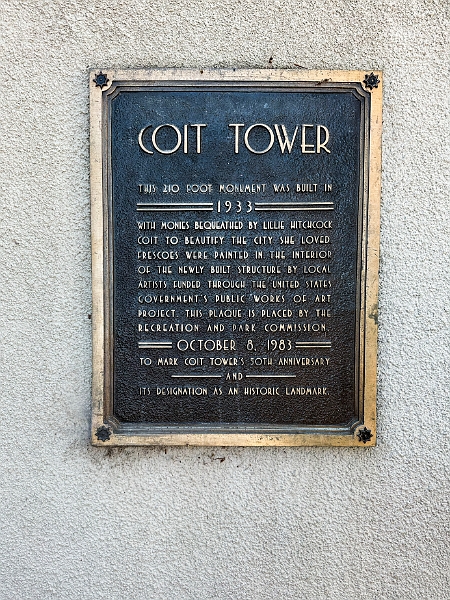 COIT TOWER
THIS 210 FOOT MONUMENT WAS BUILT IN
1933
WITH MONIES BEQUEATHED BY LILLIE HITCHCOCK
COIT TO BEAUTIFY THE CITY SHE LOVED
FRESCOES WERE PAINTED IN THE INTERIOR
OF THE NEWLY BUILT STRUCTURE BY LOCAL
ARTISTS FUNDED THROUGH THE UNITED STATES
GOVERNMENT'S PUBLIC WORKS OF ART
PROJECT. THIS PLAQUE IS PLACED BY THE
RECREATION AND PARK COMMISSION.
OCTOBER 8, 1983
TO MARK COIT TOWER'S 50TH ANNIVERSARY
AND
ITS DESIGNATION AS AN HISTORIC LANDMARK.